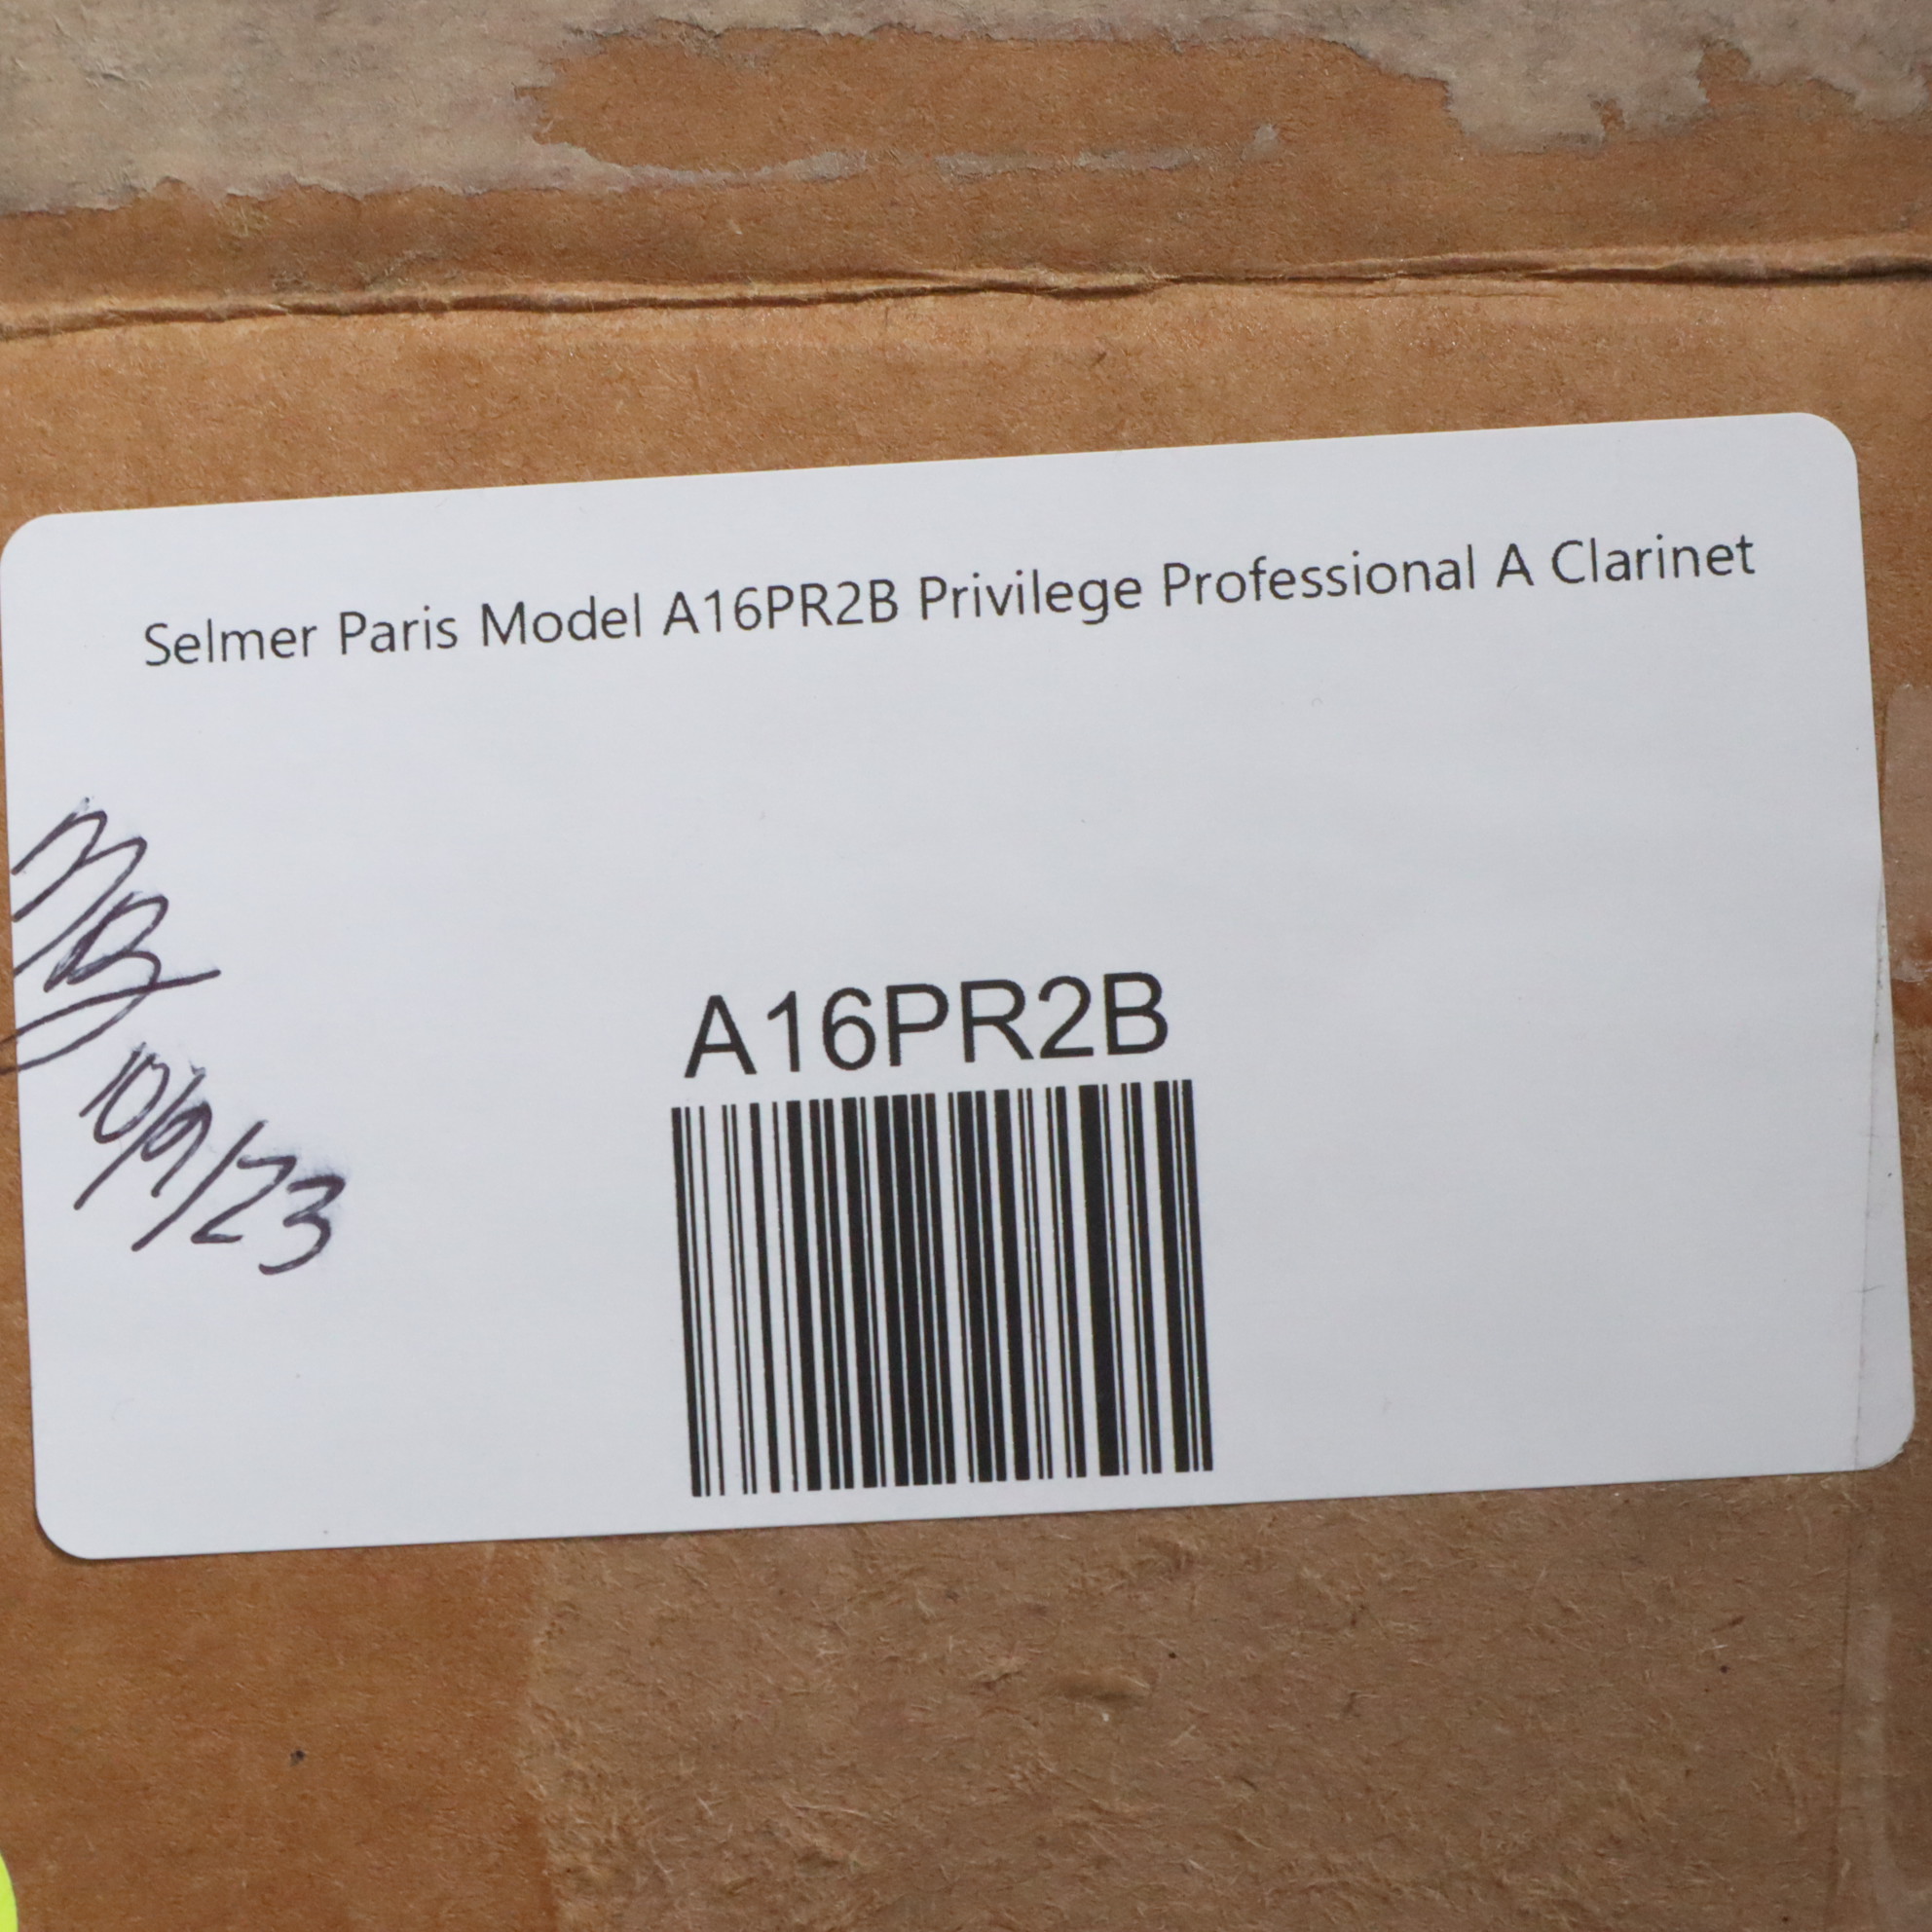 Selmer Paris Model A16PR2B Privilege Professional A Clarinet
A16PR2B
10/9/23